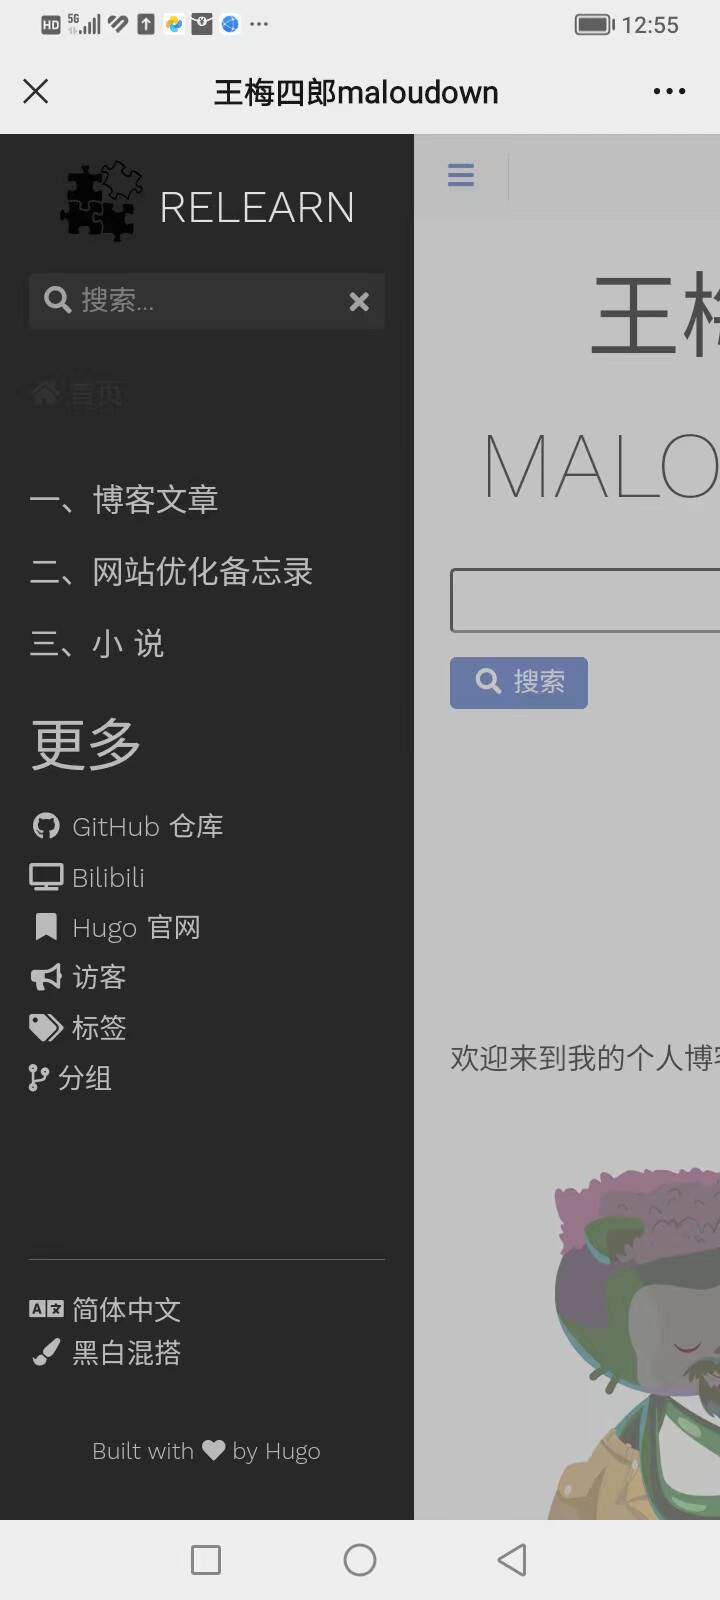 HD 5G 12:55
王梅四郎maloudown
RELEARN
搜索...
首页
一、博客文章
二、网站优化备忘录
三、小 说
更多
GitHub 仓库
Bilibili
Hugo 官网
访客
标签
分组
A文 简体中文
黑白混搭
Built with by Hugo
王梅
MALO
搜索
欢迎来到我的个人博客